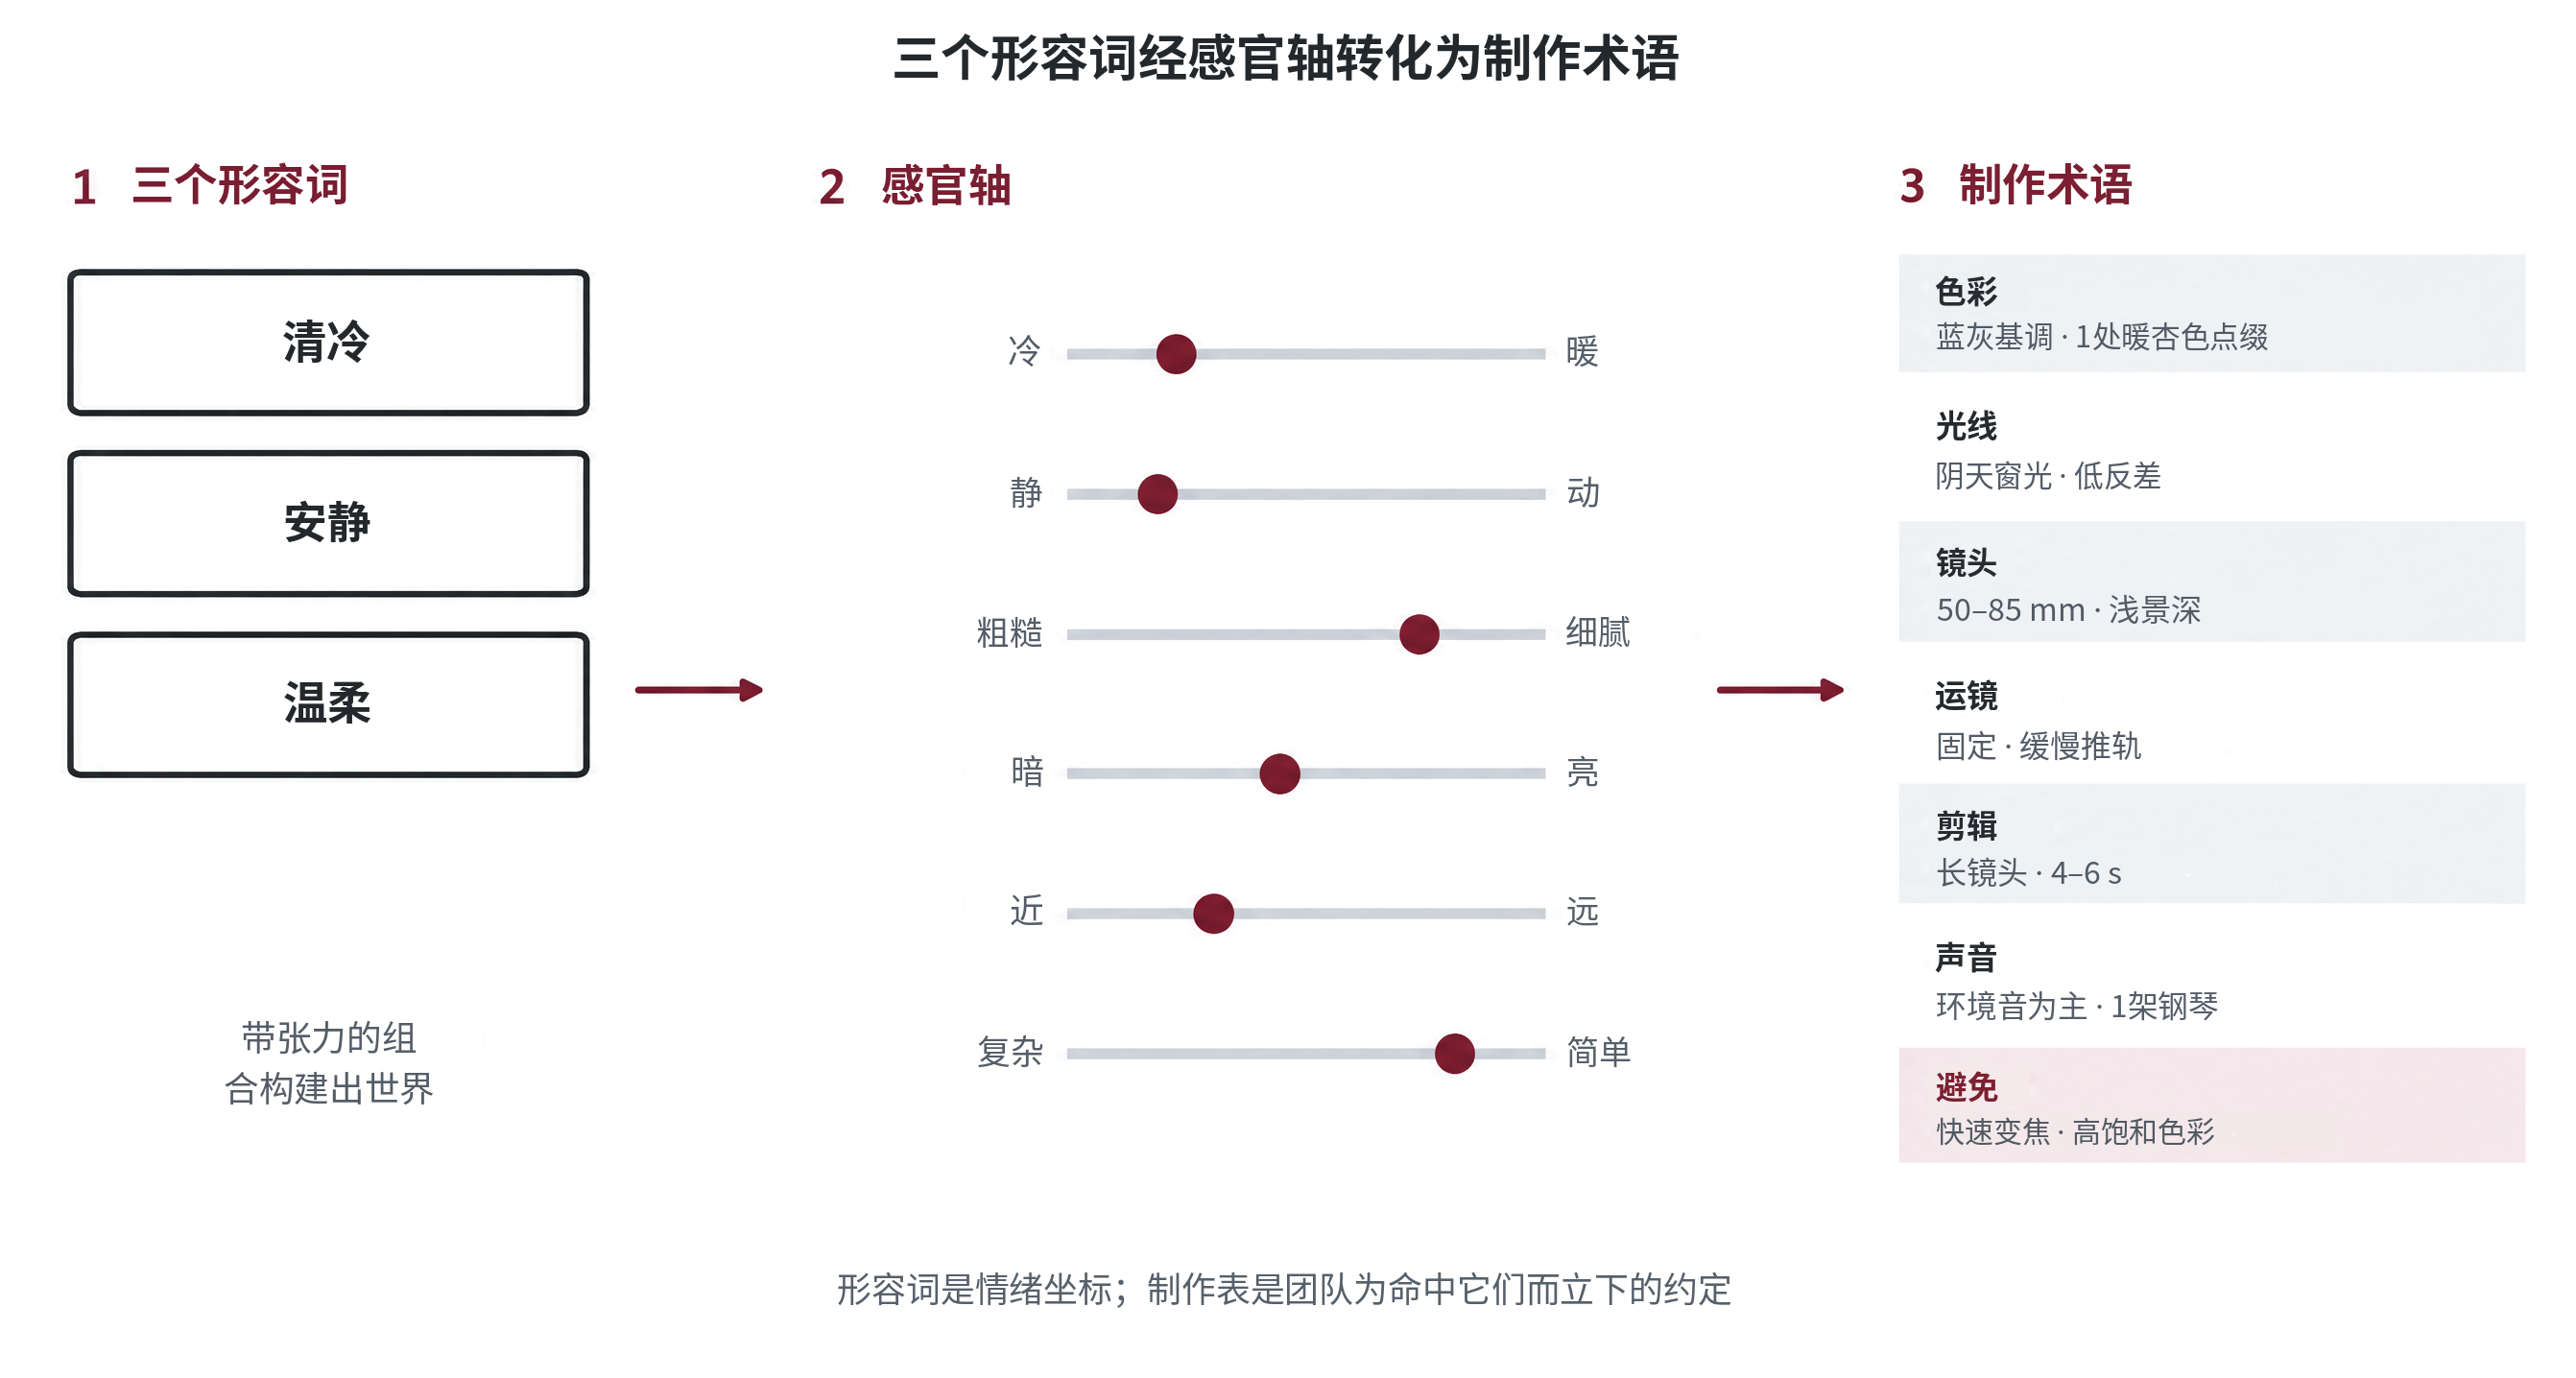 三个形容词经感官轴转化为制作术语
1 三个形容词
清冷
安静
温柔
带张力的组
合构建出世界
2 感官轴
冷 暖
静 动
粗糙 细腻
暗 亮
近 远
复杂 简单
3 制作术语
色彩
蓝灰基调 · 1处暖杏色点缀
光线
阴天窗光 · 低反差
镜头
50–85 mm · 浅景深
运镜
固定 · 缓慢推轨
剪辑
长镜头 · 4–6 s
声音
环境音为主 · 1架钢琴
避免
快速变焦 · 高饱和色彩
形容词是情绪坐标；制作表是团队为命中它们而立下的约定